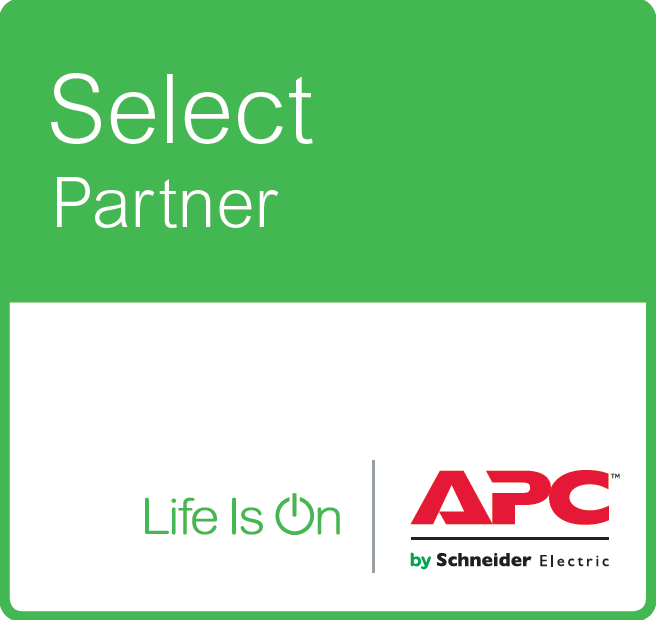 Select
Partner
Life Is On
APC™
by Schneider Electric